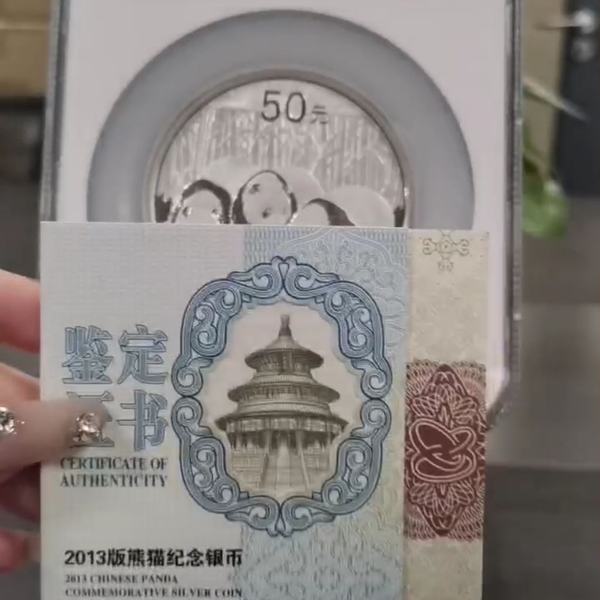 50元
鉴定
证书
CERTIFICATE OF
AUTHENTICITY
2013版熊猫纪念银币
2013 CHINESE PANDA
COMMEMORATIVE SILVER COIN